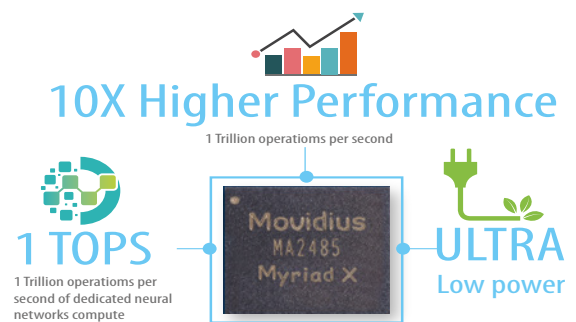 10X Higher Performance
1 Trillion operatioms per second
1 TOPS
1 Trillion operatioms per
second of dedicated neural
networks compute
Movidius
MA2485
Myriad X
ULTRA
Low power